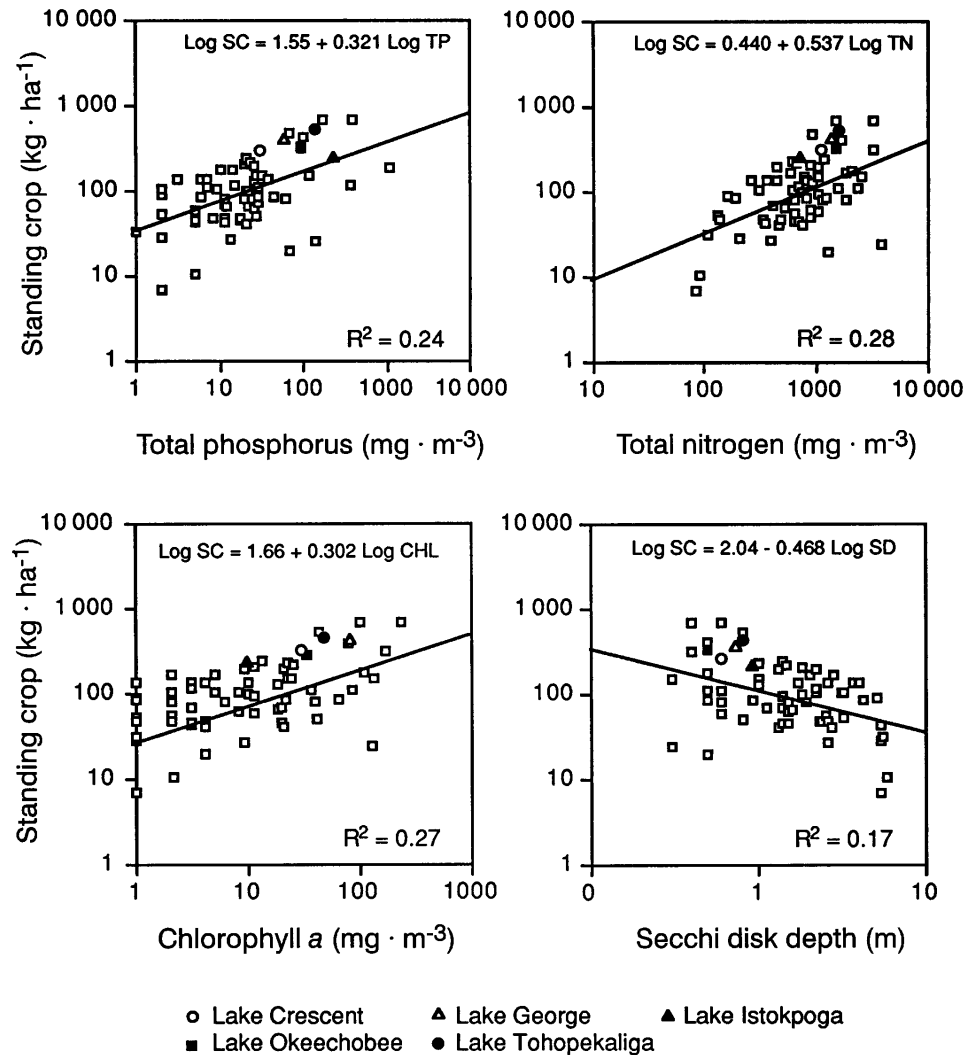 10 000
1 000
100
10
1
Standing crop (kg · ha⁻¹)
Log SC = 1.55 + 0.321 Log TP
R² = 0.24
1 10 100 1000 10 000
Total phosphorus (mg · m⁻³)
10 000
1 000
100
10
1
Log SC = 0.440 + 0.537 Log TN
R² = 0.28
10 100 1000 10 000
Total nitrogen (mg · m⁻³)
10 000
1 000
100
10
1
Standing crop (kg · ha⁻¹)
Log SC = 1.66 + 0.302 Log CHL
R² = 0.27
1 10 100 1000
Chlorophyll a (mg · m⁻³)
10 000
1 000
100
10
1
Log SC = 2.04 - 0.468 Log SD
R² = 0.17
0 1 10
Secchi disk depth (m)
Lake Crescent
Lake George
Lake Istokpoga
Lake Okeechobee
Lake Tohopekaliga